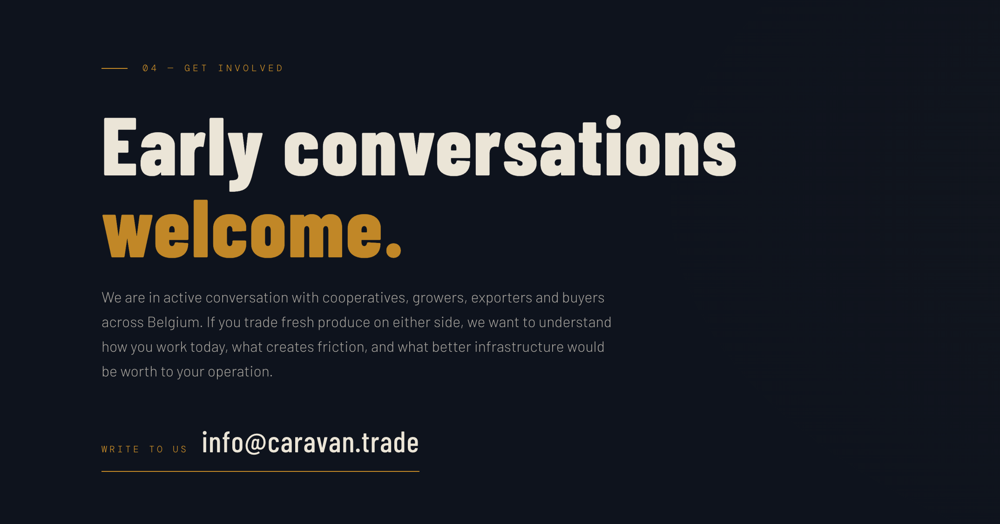 04 — GET INVOLVED
Early conversations
welcome.
We are in active conversation with cooperatives, growers, exporters and buyers
across Belgium. If you trade fresh produce on either side, we want to understand
how you work today, what creates friction, and what better infrastructure would
be worth to your operation.
WRITE TO US info@caravan.trade